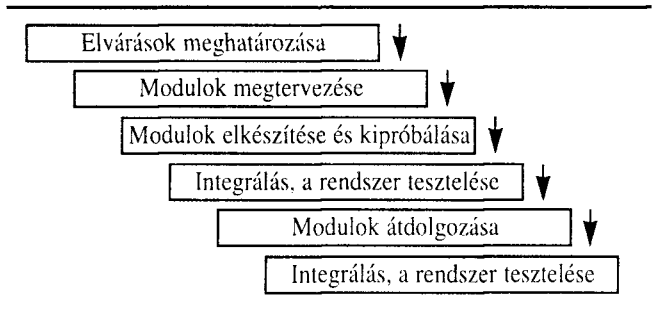 Elvárások meghatározása
Modulok megtervezése
Modulok elkészítése és kipróbálása
Integrálás, a rendszer tesztelése
Modulok átdolgozása
Integrálás, a rendszer tesztelése